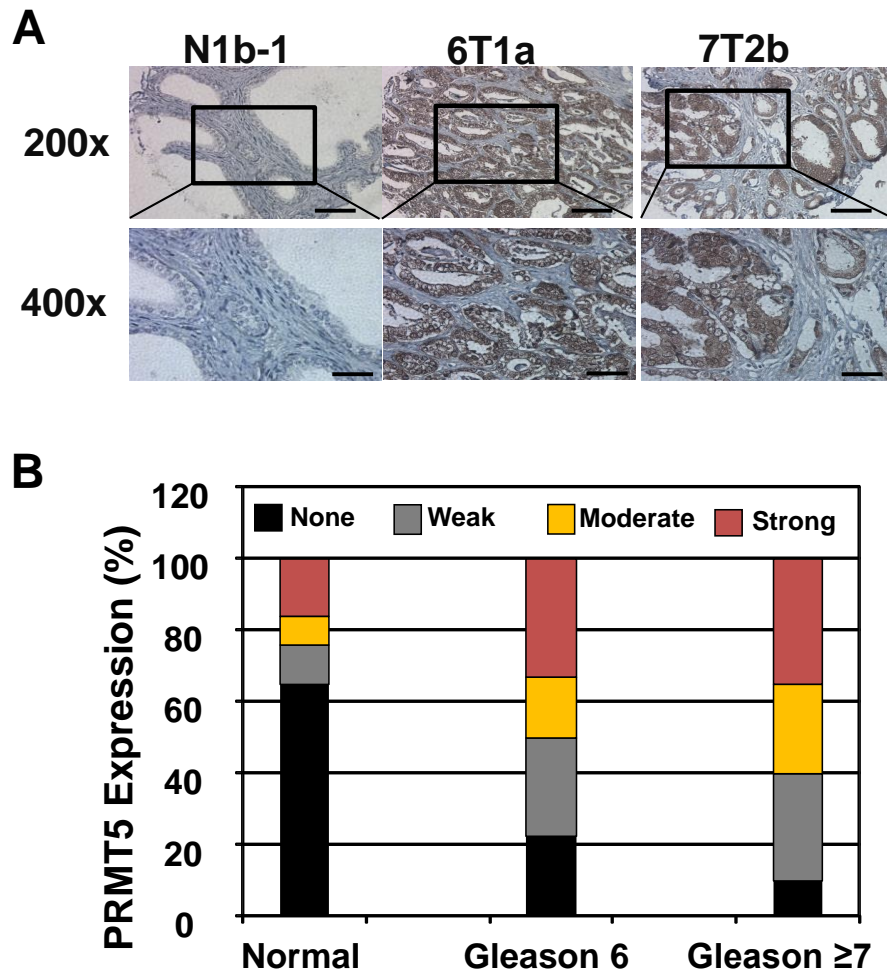 A
N1b-1 6T1a 7T2b
200x
400x
B
PRMT5 Expression (%)
120
None Weak Moderate Strong
100
80
60
40
20
0
Normal Gleason 6 Gleason ≥7